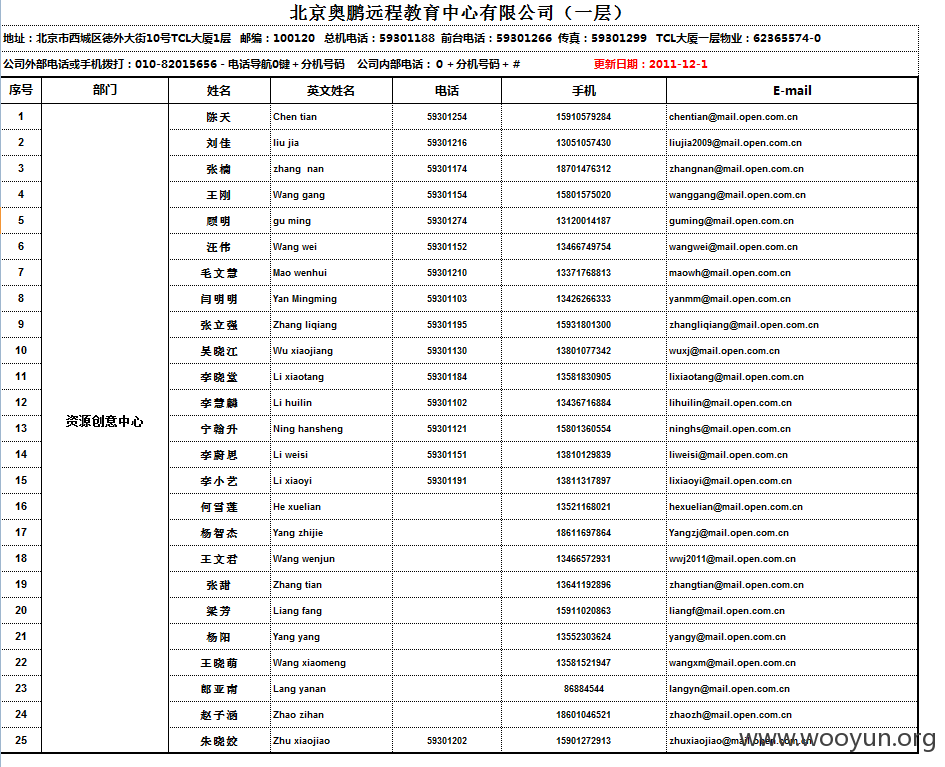 北京奥鹏远程教育中心有限公司（一层）
地址：北京市西城区德外大街10号TCL大厦1层 邮编：100120 总机电话：59301188 前台电话：59301266 传真：59301299 TCL大厦一层物业：62365574-0
公司外部电话或手机拨打：010-82015656－电话导航0键＋分机号码 公司内部电话：0＋分机号码＋# 更新日期：2011-12-1
序号 部门 姓名 英文姓名 电话 手机 E-mail
1 陈天 Chen tian 59301254 15910579284 chentian@mail.open.com.cn
2 刘佳 liu jia 59301216 13051057430 liujia2009@mail.open.com.cn
3 张楠 zhang nan 59301174 18701476312 zhangnan@mail.open.com.cn
4 王刚 Wang gang 59301154 15801575020 wanggang@mail.open.com.cn
5 顾明 gu ming 59301274 13120014187 guming@mail.open.com.cn
6 汪伟 Wang wei 59301152 13466749754 wangwei@mail.open.com.cn
7 毛文慧 Mao wenhui 59301210 13371768813 maowh@mail.open.com.cn
8 闫明明 Yan Mingming 59301103 13426266333 yanmm@mail.open.com.cn
9 张立强 Zhang liqiang 59301195 15931801300 zhangliqiang@mail.open.com.cn
10 吴晓江 Wu xiaojiang 59301130 13801077342 wuxj@mail.open.com.cn
11 李晓堂 Li xiaotang 59301184 13581830905 lixiaotang@mail.open.com.cn
12 李慧麟 Li huilin 59301102 13436716884 lihuilin@mail.open.com.cn
资源创意中心
13 宁翰升 Ning hansheng 59301121 15801360554 ninghs@mail.open.com.cn
14 李蔚思 Li weisi 59301151 13810129839 liweisi@mail.open.com.cn
15 李小艺 Li xiaoyi 59301191 13811317897 lixiaoyi@mail.open.com.cn
16 何雪莲 He xuelian 13521168021 hexuelian@mail.open.com.cn
17 杨智杰 Yang zhijie 18611697864 Yangzj@mail.open.com.cn
18 王文君 Wang wenjun 13466572931 wwj2011@mail.open.com.cn
19 张甜 Zhang tian 13641192896 zhangtian@mail.open.com.cn
20 梁芳 Liang fang 15911020863 liangf@mail.open.com.cn
21 杨阳 Yang yang 13552303624 yangy@mail.open.com.cn
22 王晓萌 Wang xiaomeng 13581521947 wangxm@mail.open.com.cn
23 郎亚南 Lang yanan 86884544 langyn@mail.open.com.cn
24 赵子涵 Zhao zihan 18601046521 zhaozh@mail.open.com.cn
25 朱晓姣 Zhu xiaojiao 59301202 15901272913 zhuxiaojiao@mail.open.com.cn
www.wooyun.org